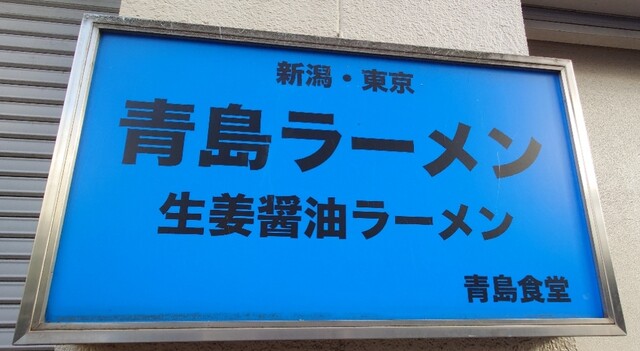 新潟・東京
青島ラーメン
生姜醤油ラーメン
青島食堂